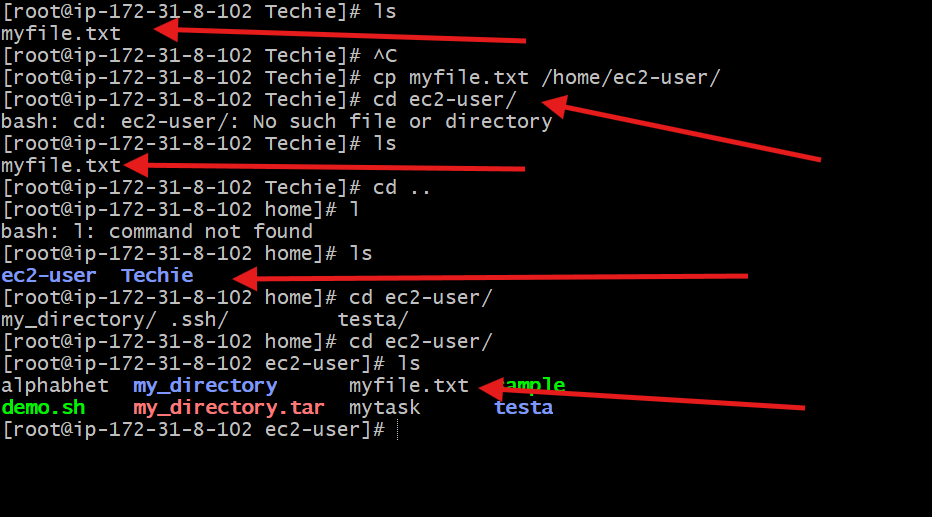 [root@ip-172-31-8-102 Techie]# ls
myfile.txt
[root@ip-172-31-8-102 Techie]# ^C
[root@ip-172-31-8-102 Techie]# cp myfile.txt /home/ec2-user/
[root@ip-172-31-8-102 Techie]# cd ec2-user/
bash: cd: ec2-user/: No such file or directory
[root@ip-172-31-8-102 Techie]# ls
myfile.txt
[root@ip-172-31-8-102 Techie]# cd ..
[root@ip-172-31-8-102 home]# l
bash: l: command not found
[root@ip-172-31-8-102 home]# ls
ec2-user  Techie
[root@ip-172-31-8-102 home]# cd ec2-user/
my_directory/ .ssh/         testa/
[root@ip-172-31-8-102 home]# cd ec2-user/
[root@ip-172-31-8-102 ec2-user]# ls
alphabhet  my_directory      myfile.txt
demo.sh    my_directory.tar  mytask      testa
[root@ip-172-31-8-102 ec2-user]#